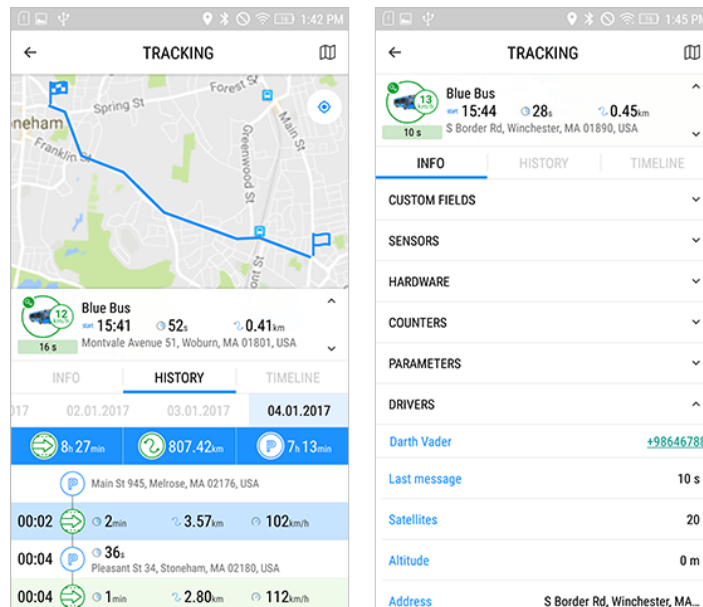 1:42 PM
TRACKING
Forest St
Spring St
Main St
neham
Franklin St
Greenwood St
ont St
12
km/h
Blue Bus
start 15:41 52s 0.41km
16 s
Montvale Avenue 51, Woburn, MA 01801, USA
INFO HISTORY TIMELINE
017 02.01.2017 03.01.2017 04.01.2017
8h 27min 807.42km P 7h 13min
P Main St 945, Melrose, MA 02176, USA
00:02 2min 3.57km 102km/h
00:04 P 36s
Pleasant St 34, Stoneham, MA 02180, USA
00:04 1min 2.80km 112km/h
1:45 PM
TRACKING
13
km/h
Blue Bus
start 15:44 28s 0.45km
10 s
S Border Rd, Winchester, MA 01890, USA
INFO HISTORY TIMELINE
CUSTOM FIELDS
SENSORS
HARDWARE
COUNTERS
PARAMETERS
DRIVERS
Darth Vader +98646788
Last message 10 s
Satellites 20
Altitude 0 m
Address S Border Rd, Winchester, MA...